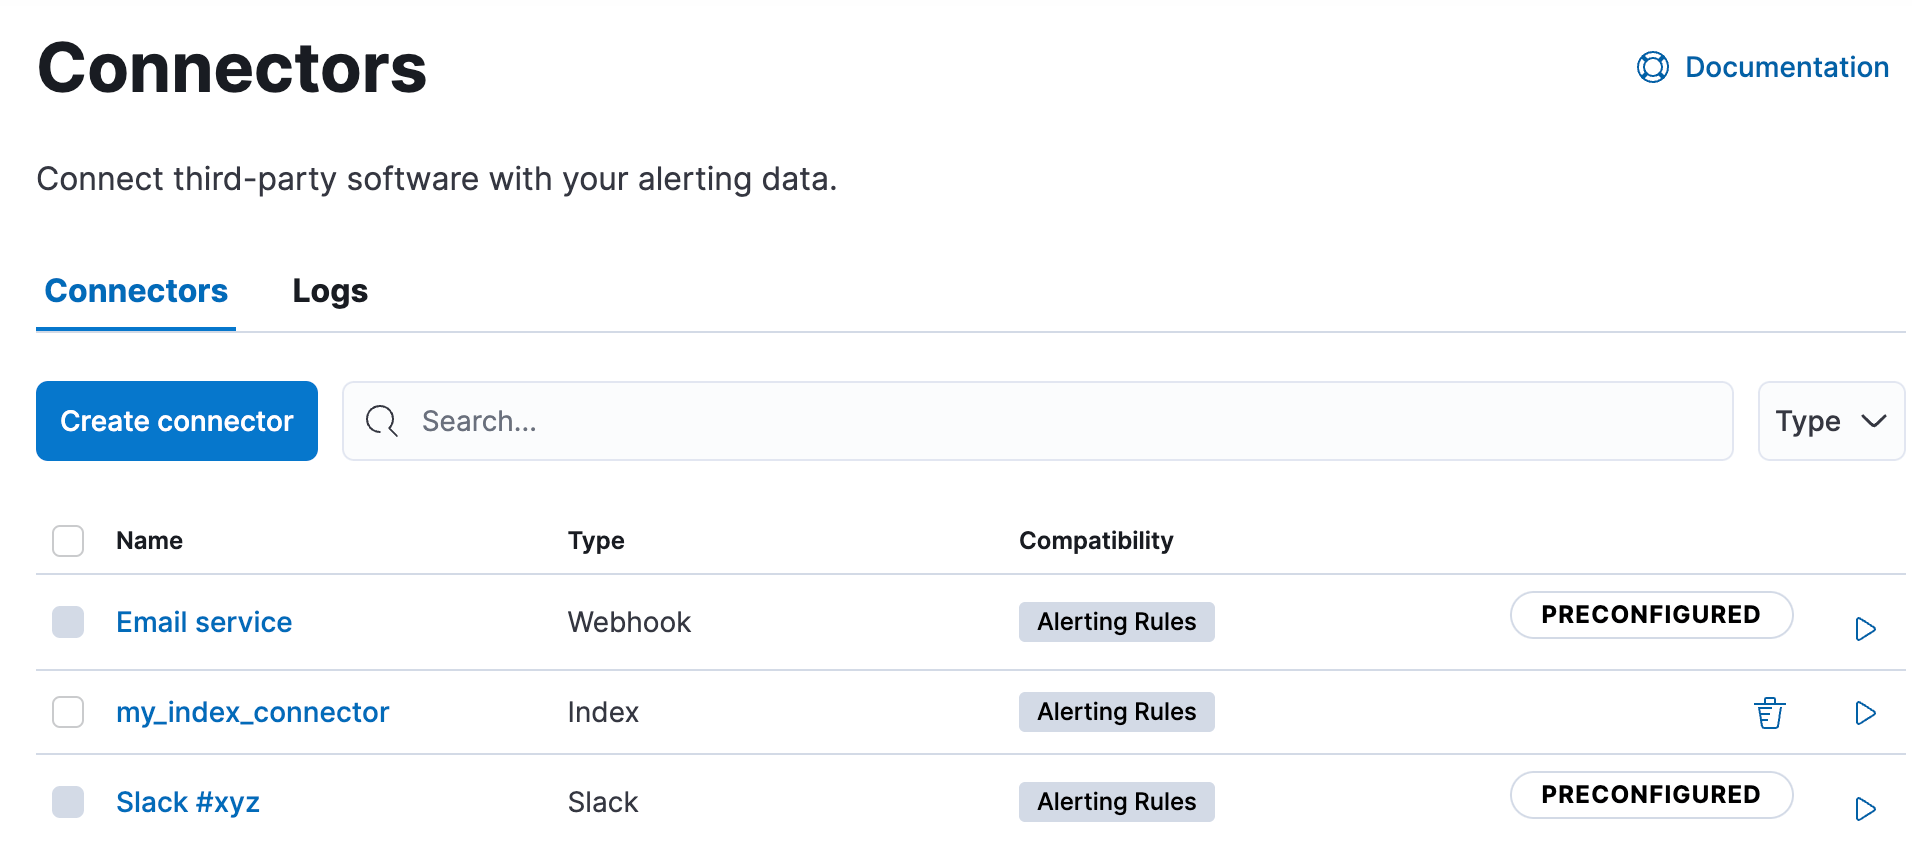 Connectors
Documentation
Connect third-party software with your alerting data.
Connectors Logs
Create connector Search... Type
Name Type Compatibility
Email service Webhook Alerting Rules PRECONFIGURED
my_index_connector Index Alerting Rules
Slack #xyz Slack Alerting Rules PRECONFIGURED